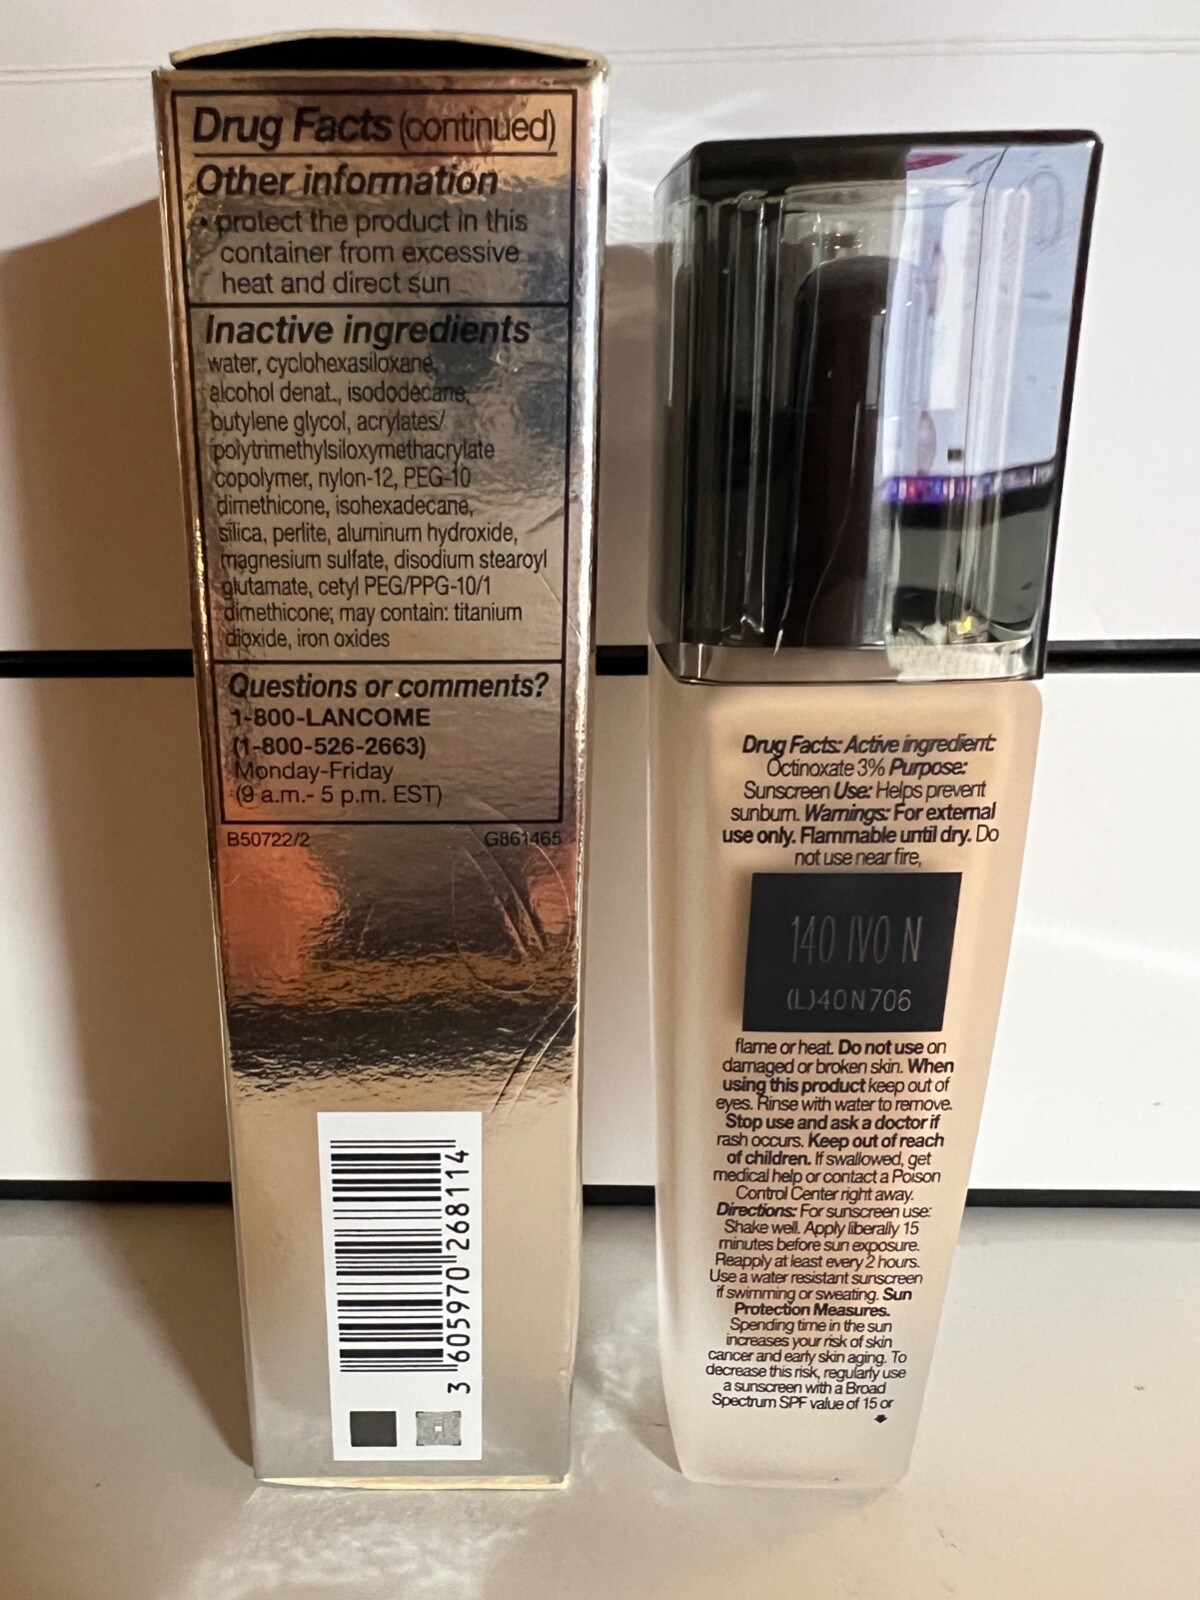 Drug Facts (continued)
Other information
• protect the product in this
container from excessive
heat and direct sun
Inactive ingredients
water, cyclohexasiloxane,
alcohol denat., isododecane,
butylene glycol, acrylates/
polytrimethylsiloxymethacrylate
copolymer, nylon-12, PEG-10
dimethicone, isohexadecane,
silica, perlite, aluminum hydroxide,
magnesium sulfate, disodium stearoyl
glutamate, cetyl PEG/PPG-10/1
dimethicone; may contain: titanium
dioxide, iron oxides
Questions or comments?
1-800-LANCOME
(1-800-526-2663)
Monday-Friday
(9 a.m.- 5 p.m. EST)
B50722/2 G861465
3 605970 268114
Drug Facts: Active ingredient:
Octinoxate 3% Purpose:
Sunscreen Use: Helps prevent
sunburn. Warnings: For external
use only. Flammable until dry. Do
not use near fire,
140 IVO N
(L)40N706
flame or heat. Do not use on
damaged or broken skin. When
using this product keep out of
eyes. Rinse with water to remove.
Stop use and ask a doctor if
rash occurs. Keep out of reach
of children. If swallowed, get
medical help or contact a Poison
Control Center right away.
Directions: For sunscreen use:
Shake well. Apply liberally 15
minutes before sun exposure.
Reapply at least every 2 hours.
Use a water resistant sunscreen
if swimming or sweating. Sun
Protection Measures.
Spending time in the sun
increases your risk of skin
cancer and early skin aging. To
decrease this risk, regularly use
a sunscreen with a Broad
Spectrum SPF value of 15 or